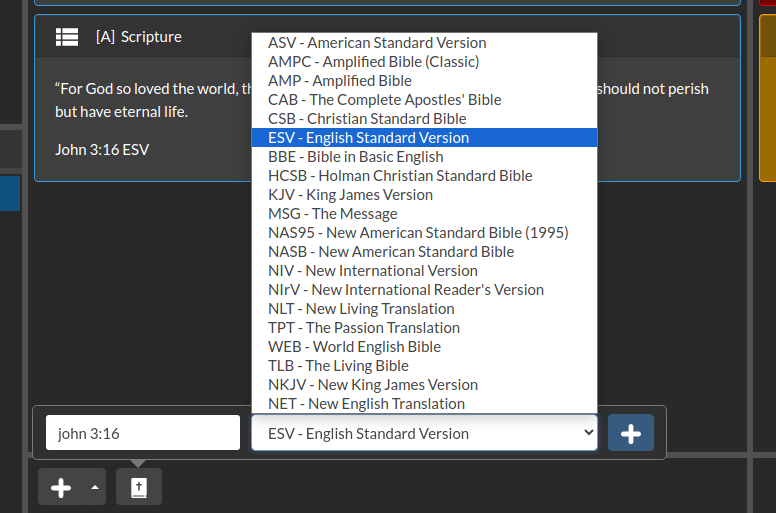 [A] Scripture
“For God so loved the world, th
should not perish
but have eternal life.
John 3:16 ESV
ASV - American Standard Version
AMPC - Amplified Bible (Classic)
AMP - Amplified Bible
CAB - The Complete Apostles' Bible
CSB - Christian Standard Bible
ESV - English Standard Version
BBE - Bible in Basic English
HCSB - Holman Christian Standard Bible
KJV - King James Version
MSG - The Message
NAS95 - New American Standard Bible (1995)
NASB - New American Standard Bible
NIV - New International Version
NIrV - New International Reader's Version
NLT - New Living Translation
TPT - The Passion Translation
WEB - World English Bible
TLB - The Living Bible
NKJV - New King James Version
NET - New English Translation
john 3:16
ESV - English Standard Version